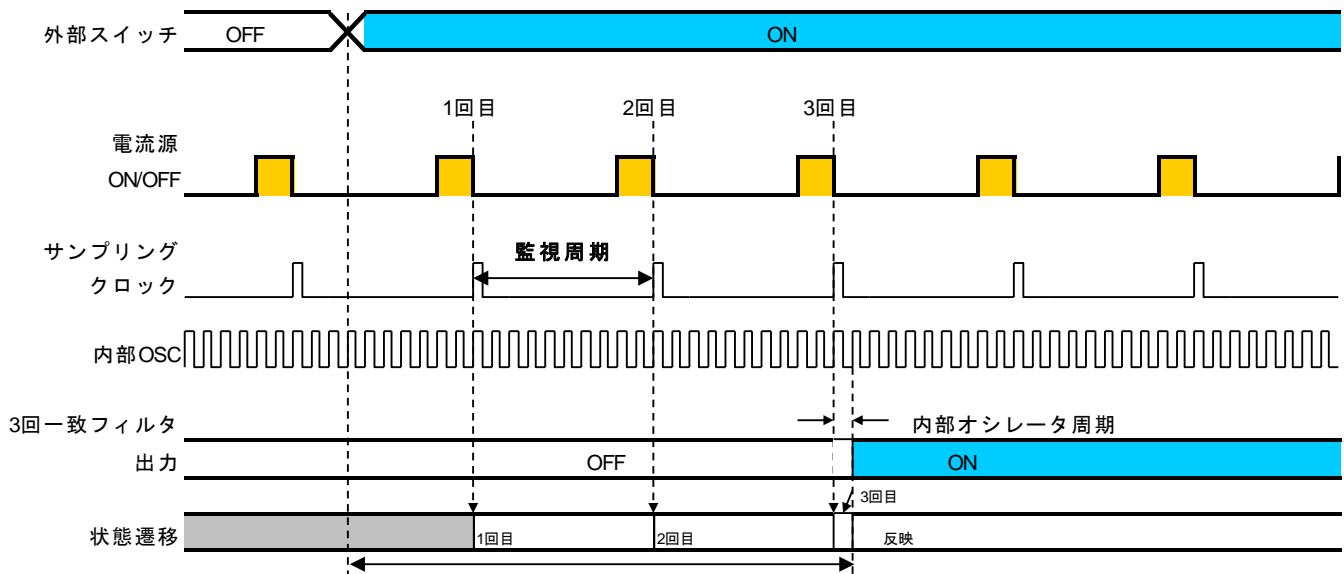 外部スイッチ OFF ON
1回目 2回目 3回目
電流源
ON/OFF
サンプリング
クロック
監視周期
内部OSC
3回一致フィルタ
出力
内部オシレータ周期
OFF ON
3回目
状態遷移 1回目 2回目 反映